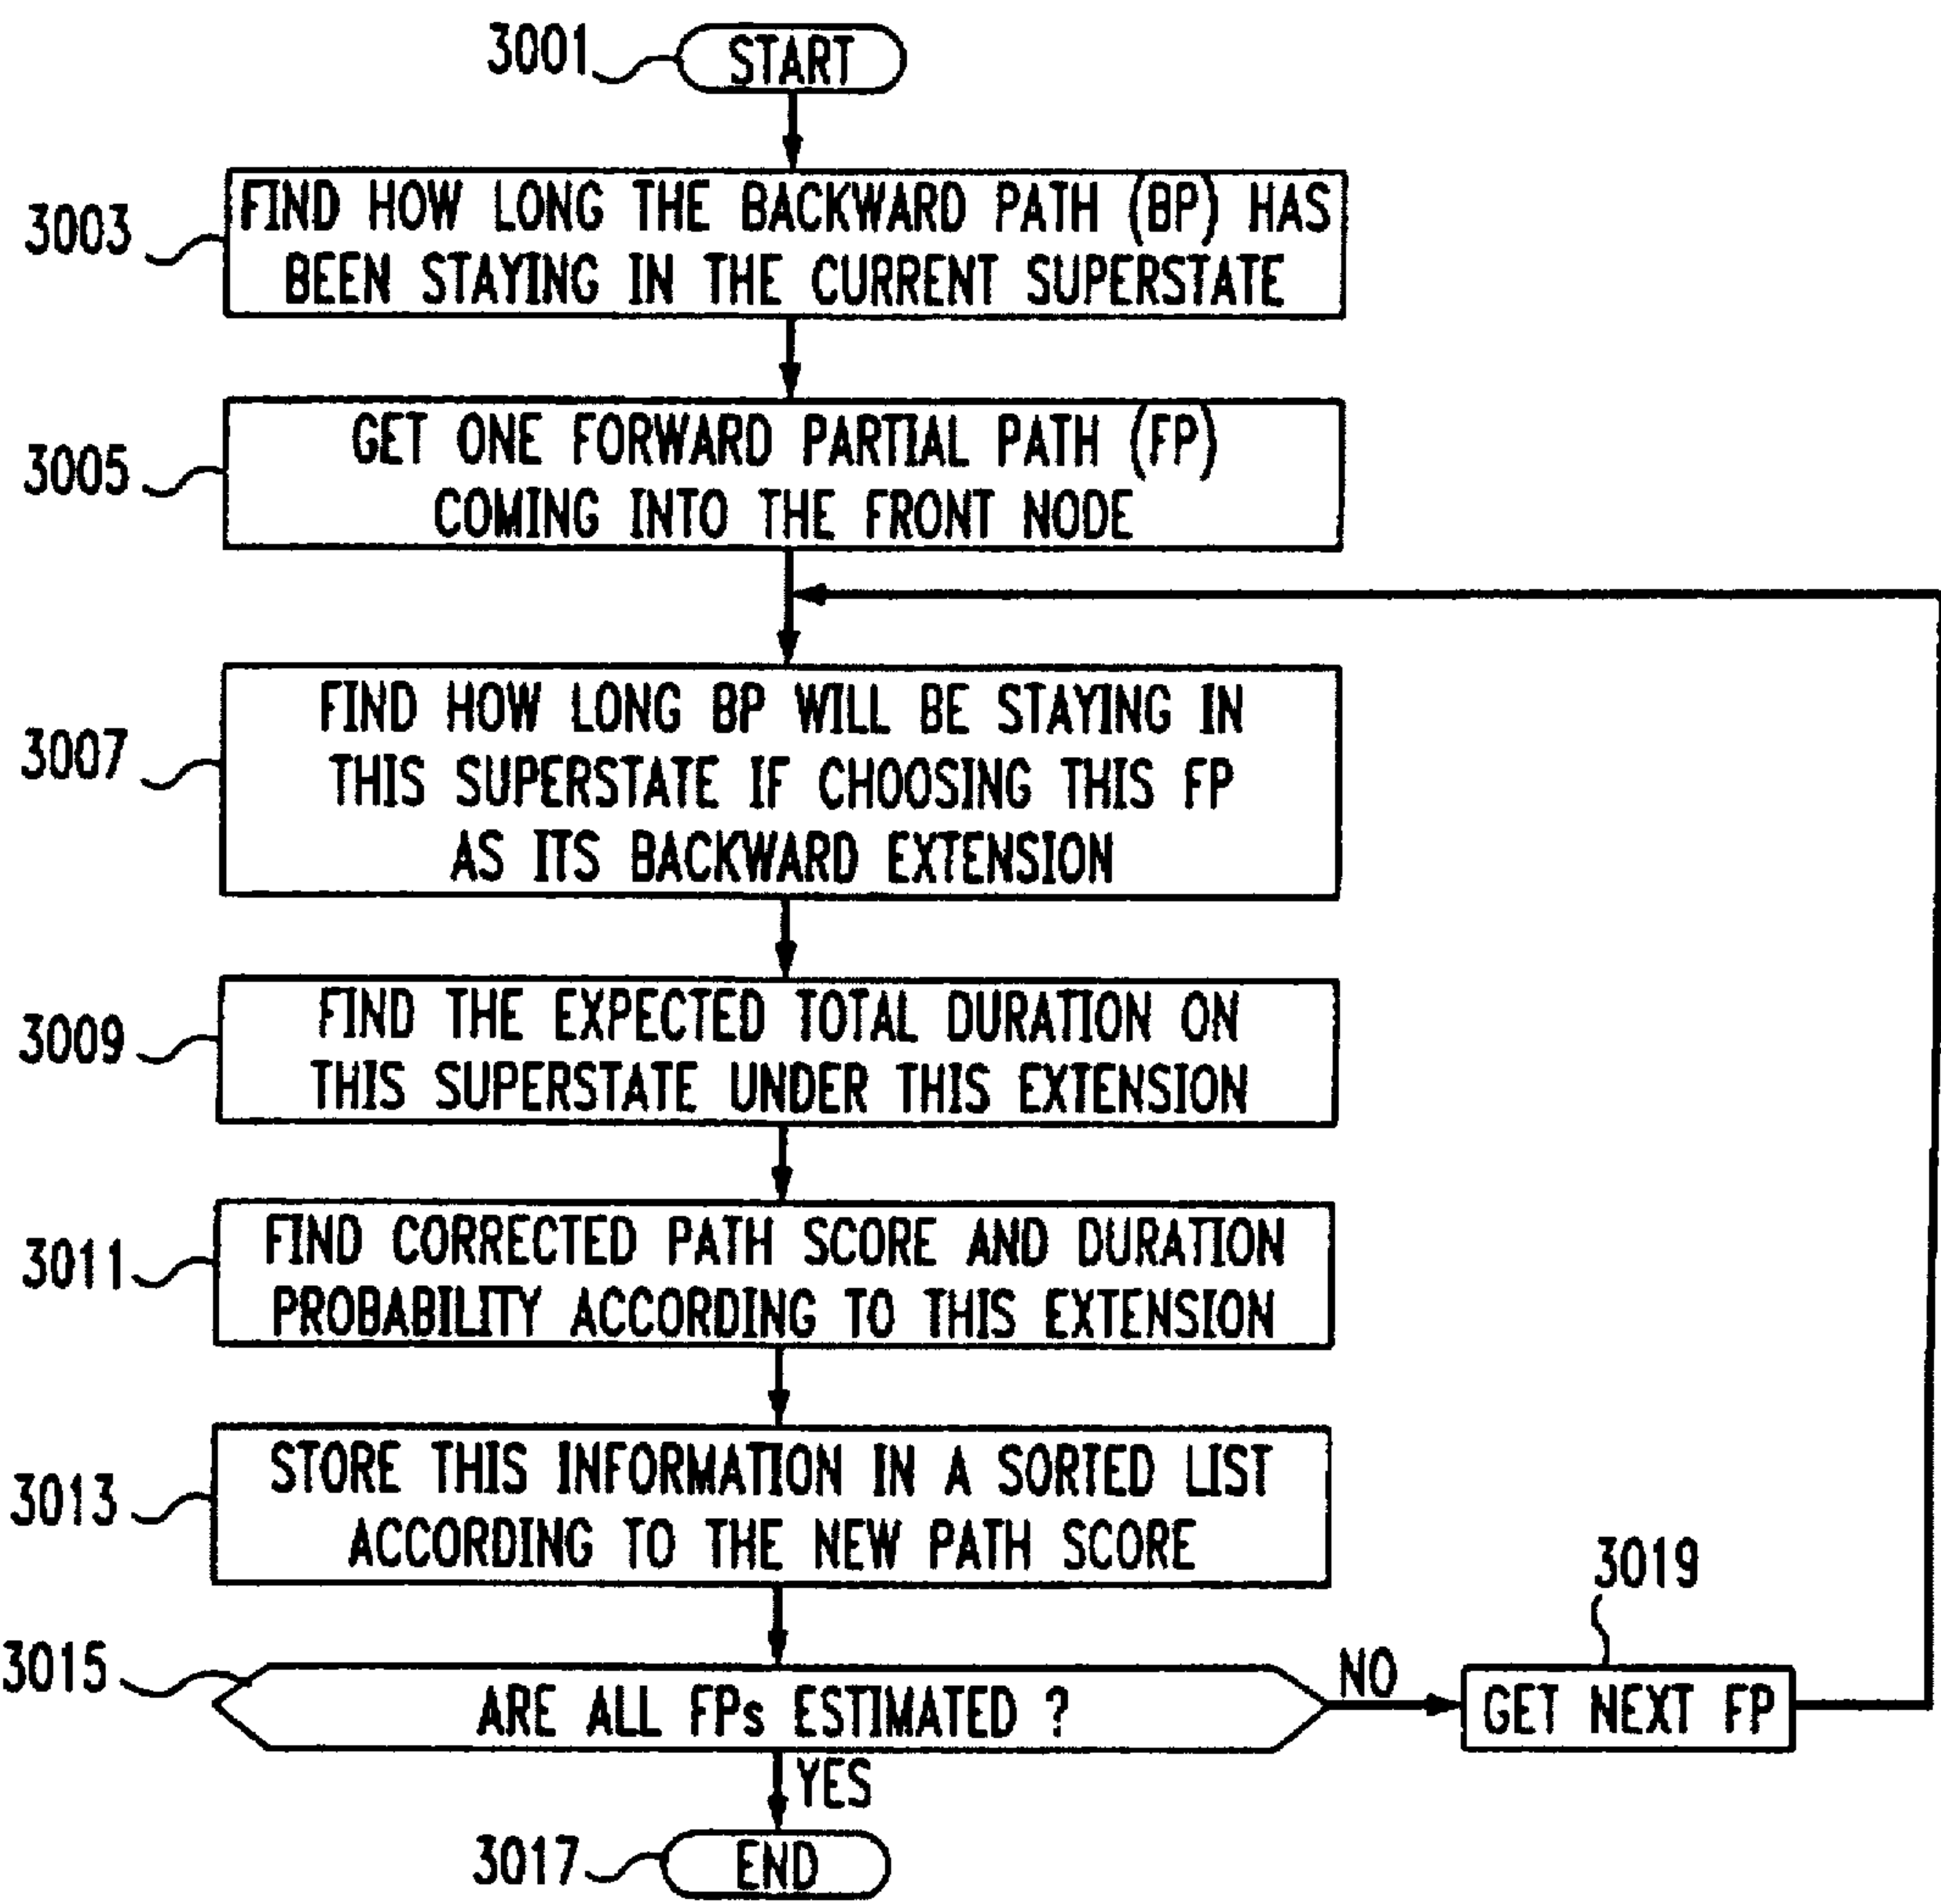 3001
START
3003
FIND HOW LONG THE BACKWARD PATH (BP) HAS
BEEN STAYING IN THE CURRENT SUPERSTATE
3005
GET ONE FORWARD PARTIAL PATH (FP)
COMING INTO THE FRONT NODE
3007
FIND HOW LONG BP WILL BE STAYING IN
THIS SUPERSTATE IF CHOOSING THIS FP
AS ITS BACKWARD EXTENSION
3009
FIND THE EXPECTED TOTAL DURATION ON
THIS SUPERSTATE UNDER THIS EXTENSION
3011
FIND CORRECTED PATH SCORE AND DURATION
PROBABILITY ACCORDING TO THIS EXTENSION
3013
STORE THIS INFORMATION IN A SORTED LIST
ACCORDING TO THE NEW PATH SCORE
3015
ARE ALL FPs ESTIMATED ?
NO
3019
GET NEXT FP
YES
3017
END